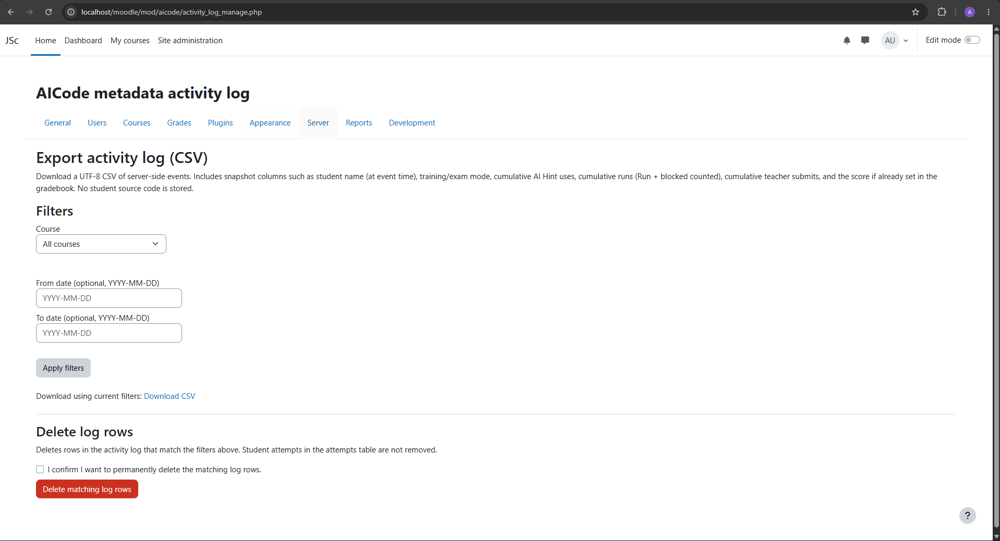 localhost/moodle/mod/aicode/activity_log_manage.php
A
JSc
Home Dashboard My courses Site administration
AU
Edit mode
AICode metadata activity log
General Users Courses Grades Plugins Appearance Server Reports Development
Export activity log (CSV)
Download a UTF-8 CSV of server-side events. Includes snapshot columns such as student name (at event time), training/exam mode, cumulative AI Hint uses, cumulative runs (Run + blocked counted), cumulative teacher submits, and the score if already set in the
gradebook. No student source code is stored.
Filters
Course
All courses
From date (optional, YYYY-MM-DD)
YYYY-MM-DD
To date (optional, YYYY-MM-DD)
YYYY-MM-DD
Apply filters
Download using current filters: Download CSV
Delete log rows
Deletes rows in the activity log that match the filters above. Student attempts in the attempts table are not removed.
I confirm I want to permanently delete the matching log rows.
Delete matching log rows
?